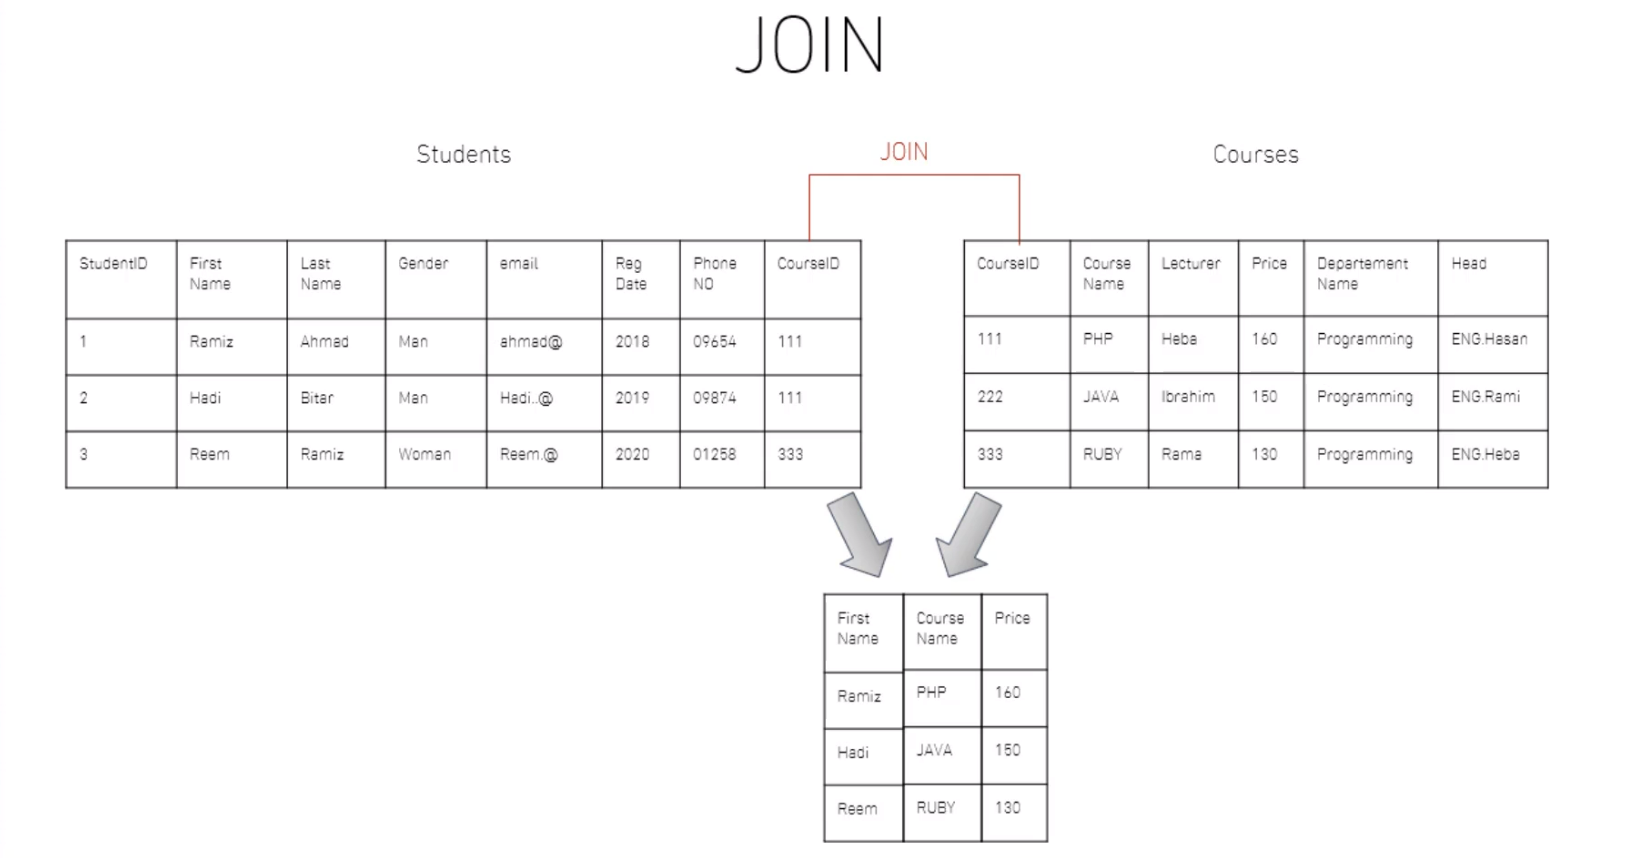 JOIN
Students
JOIN
Courses
StudentID First Name Last Name Gender email Reg Date Phone NO CourseID
1 Ramiz Ahmad Man ahmad@ 2018 09654 111
2 Hadi Bitar Man Hadi..@ 2019 09874 111
3 Reem Ramiz Woman Reem.@ 2020 01258 333
CourseID Course Name Lecturer Price Departement Name Head
111 PHP Heba 160 Programming ENG.Hasan
222 JAVA Ibrahim 150 Programming ENG.Rami
333 RUBY Rama 130 Programming ENG.Heba
First Name Course Name Price
Ramiz PHP 160
Hadi JAVA 150
Reem RUBY 130